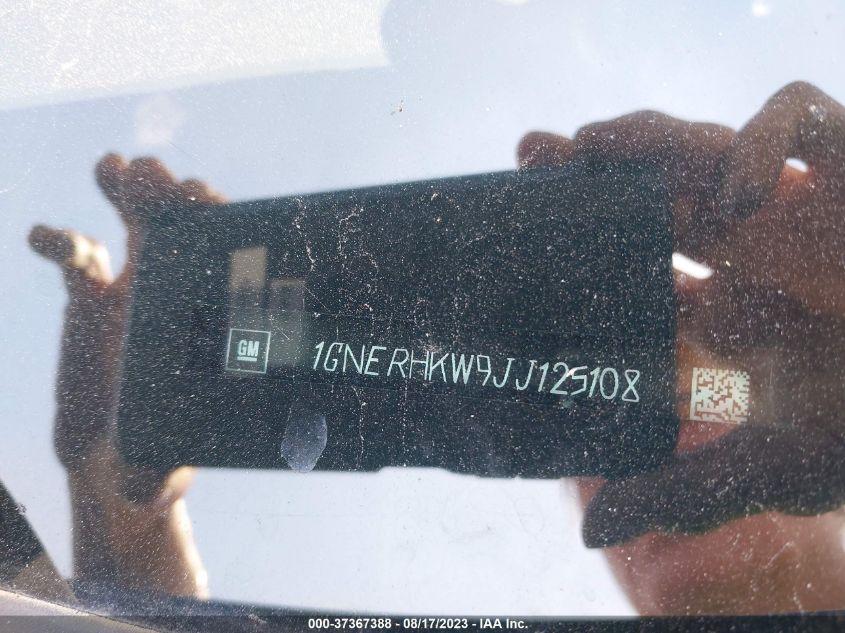 GM
1GNERHKW9JJ125108
000-37367388 - 08/17/2023 - IAA Inc.